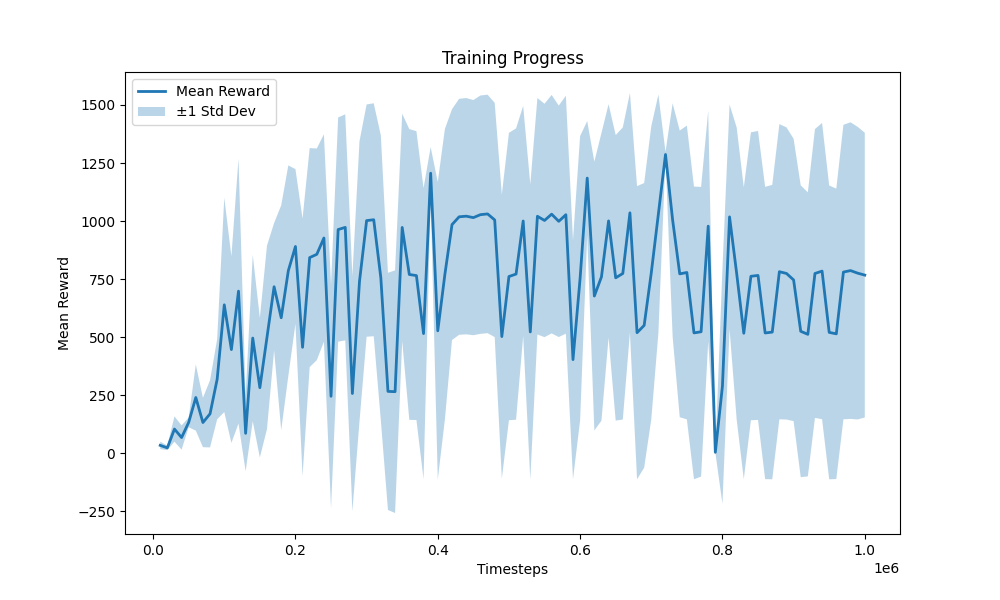 Training Progress
Mean Reward
±1 Std Dev
Mean Reward
1500
1250
1000
750
500
250
0
−250
0.0 0.2 0.4 0.6 0.8 1.0
1e6
Timesteps